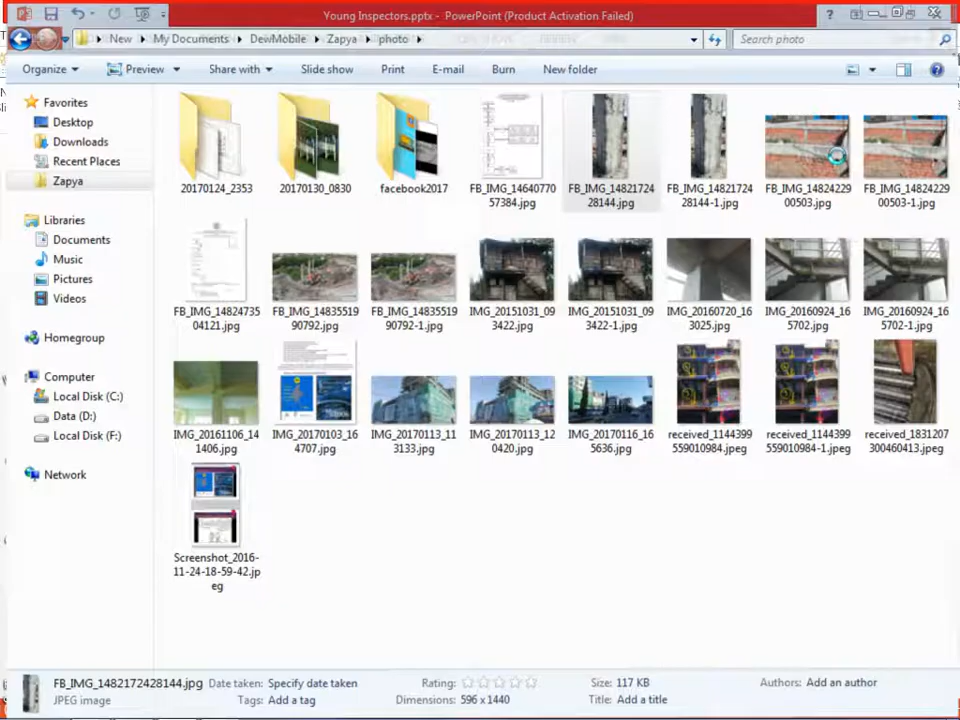 Young Inspectors.pptx - PowerPoint (Product Activation Failed)
New ▸ My Documents ▸ DewMobile ▸ Zapya ▸ photo ▸
Search photo
Organize Preview Share with Slide show Print E-mail Burn New folder
Favorites
Desktop
Downloads
Recent Places
Zapya
Libraries
Documents
Music
Pictures
Videos
Homegroup
Computer
Local Disk (C:)
Data (D:)
Local Disk (F:)
Network
20170124_2353
20170130_0830
facebook2017
FB_IMG_14640770
57384.jpg
FB_IMG_14821724
28144.jpg
FB_IMG_14821724
28144-1.jpg
FB_IMG_14824229
00503.jpg
FB_IMG_14824229
00503-1.jpg
FB_IMG_14824735
04121.jpg
FB_IMG_14835519
90792.jpg
FB_IMG_14835519
90792-1.jpg
IMG_20151031_09
3422.jpg
IMG_20151031_09
3422-1.jpg
IMG_20160720_16
3025.jpg
IMG_20160924_16
5702.jpg
IMG_20160924_16
5702-1.jpg
IMG_20161106_14
1406.jpg
IMG_20170103_16
4707.jpg
IMG_20170113_11
3133.jpg
IMG_20170113_12
0420.jpg
IMG_20170116_16
5636.jpg
received_1144399
559010984.jpeg
received_1144399
559010984-1.jpeg
received_1831207
300460413.jpeg
Screenshot_2016-
11-24-18-59-42.jp
eg
FB_IMG_1482172428144.jpg Date taken: Specify date taken Rating: Size: 117 KB Authors: Add an author
JPEG image Tags: Add a tag Dimensions: 596 x 1440 Title: Add a title